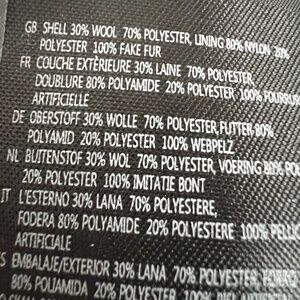 GB SHELL 30% WOOL 70% POLYESTER, LINING 80% NYLON 20%
POLYESTER 100% FAKE FUR
FR COUCHE EXTÉRIEURE 30% LAINE 70% POLYESTER
DOUBLURE 80% POLYAMIDE 20% POLYESTER 100% FOURRU
ARTIFICIELLE
DE OBERSTOFF 30% WOLLE 70% POLYESTER, FUTTER 80%
POLYAMID 20% POLYESTER 100% WEBPELZ
NL BUITENSTOF 30% WOL 70% POLYESTER, VOERING 80% PO
20% POLYESTER 100% IMITATIE BONT
IT L'ESTERNO 30% LANA 70% POLYESTERE,
FODERA 80% POLYAMIDE 20% POLYESTERE 100% PELLIC
ARTIFICIALE
S EMBALAJE/EXTERIOR 30% LANA 70% POLYESTER,
80% POLIAMIDA 20% POLYESTER 100%